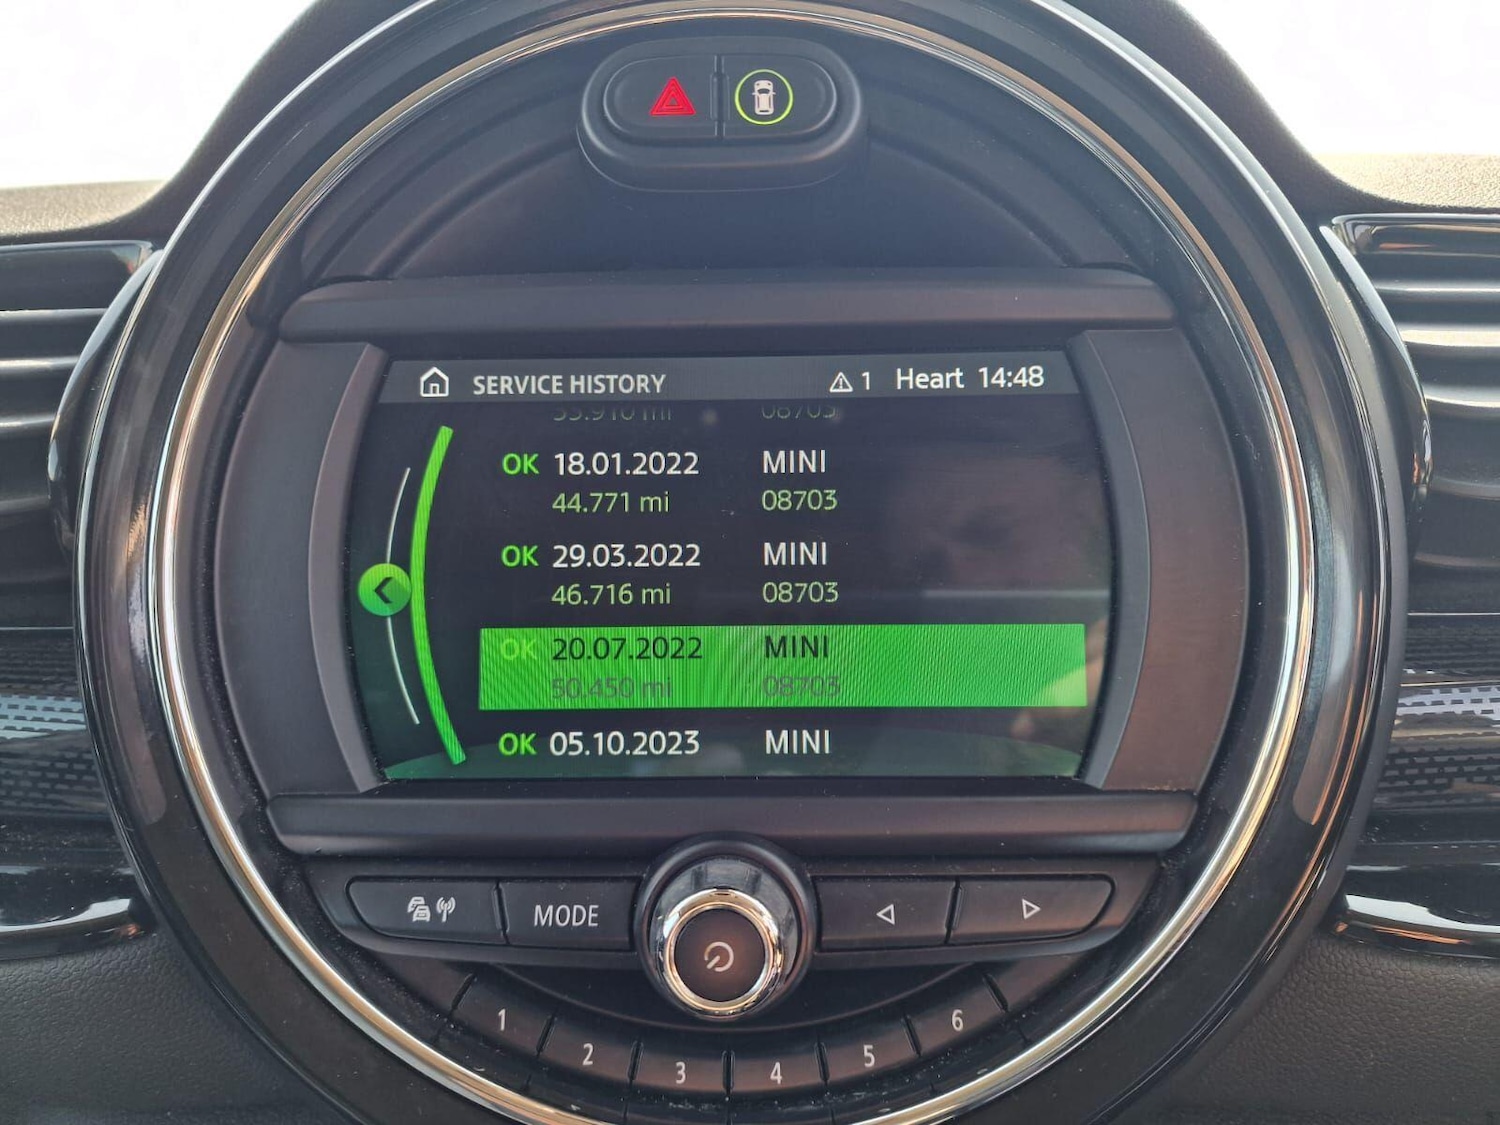 SERVICE HISTORY 1 Heart 14:48
OK 18.01.2022 MINI
44.771 mi 08703
OK 29.03.2022 MINI
46.716 mi 08703
OK 20.07.2022 MINI
50.450 mi 08703
OK 05.10.2023 MINI
MODE
1 2 3 4 5 6